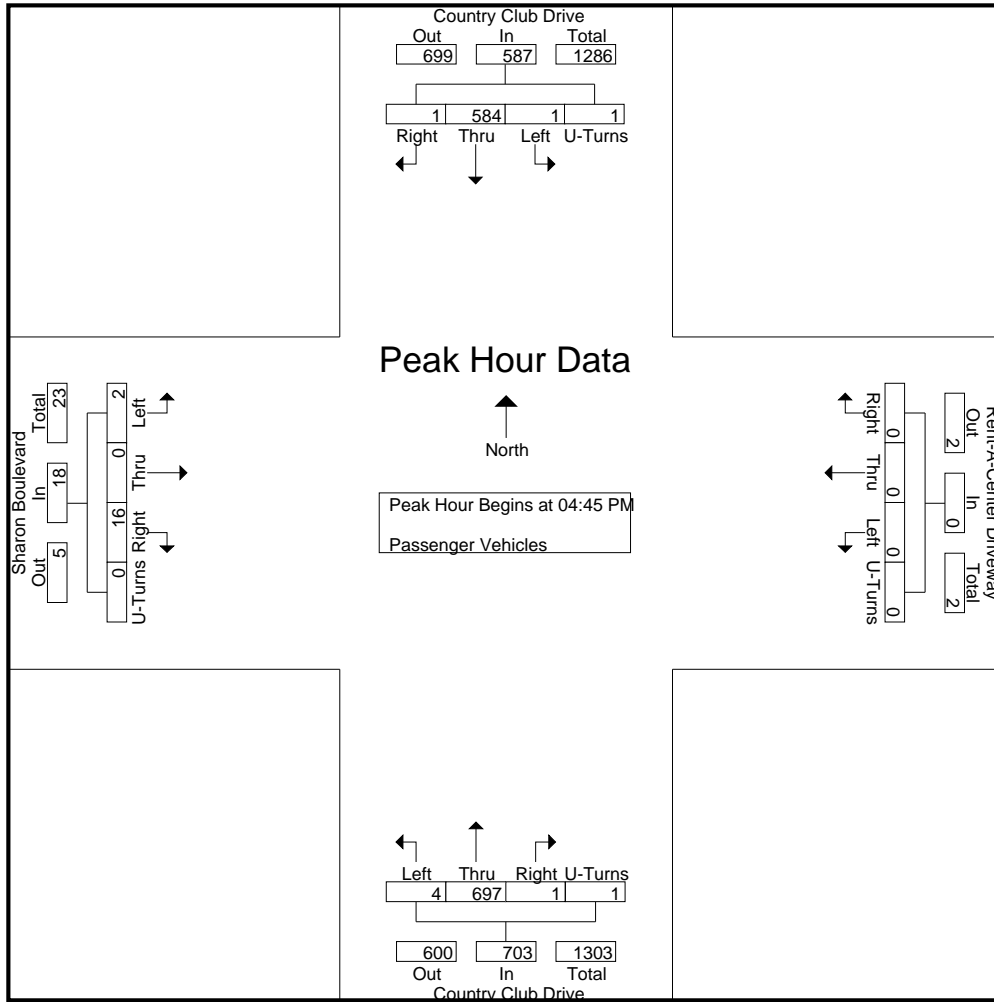 Country Club Drive
Out In Total
699 587 1286
1 584 1 1
Right Thru Left U-Turns
Peak Hour Data
North
Peak Hour Begins at 04:45 PM
Passenger Vehicles
Sharon Boulevard
Total In Out
23 18 5
2 0 16 0
Left Thru Right U-Turns
Rent-A-Center Driveway
Out In Total
2 0 2
0 0 0 0
Right Thru Left U-Turns
Left Thru Right U-Turns
4 697 1 1
600 703 1303
Out In Total
Country Club Drive